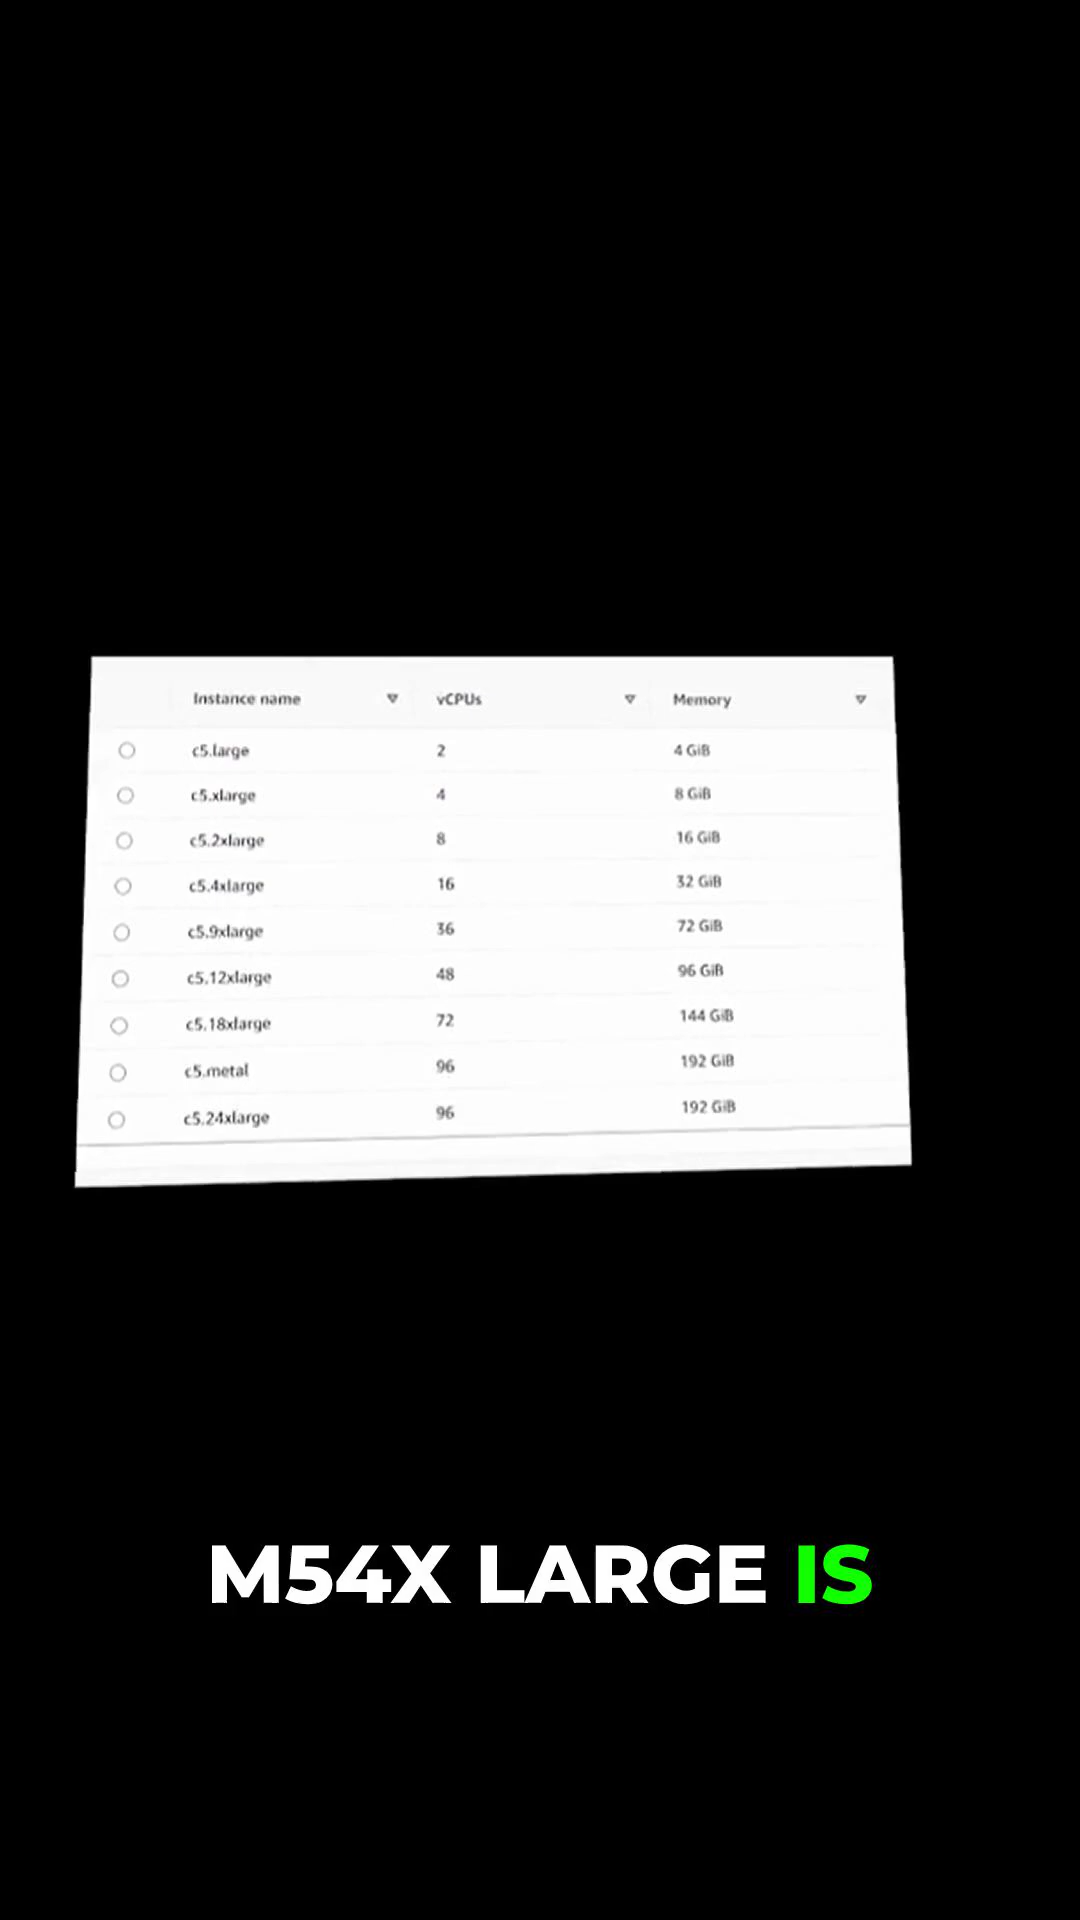 Instance name vCPUs Memory
c5.large 2 4 GiB
c5.xlarge 4 8 GiB
c5.2xlarge 8 16 GiB
c5.4xlarge 16 32 GiB
c5.9xlarge 36 72 GiB
c5.12xlarge 48 96 GiB
c5.18xlarge 72 144 GiB
c5.metal 96 192 GiB
c5.24xlarge 96 192 GiB
M54X LARGE IS